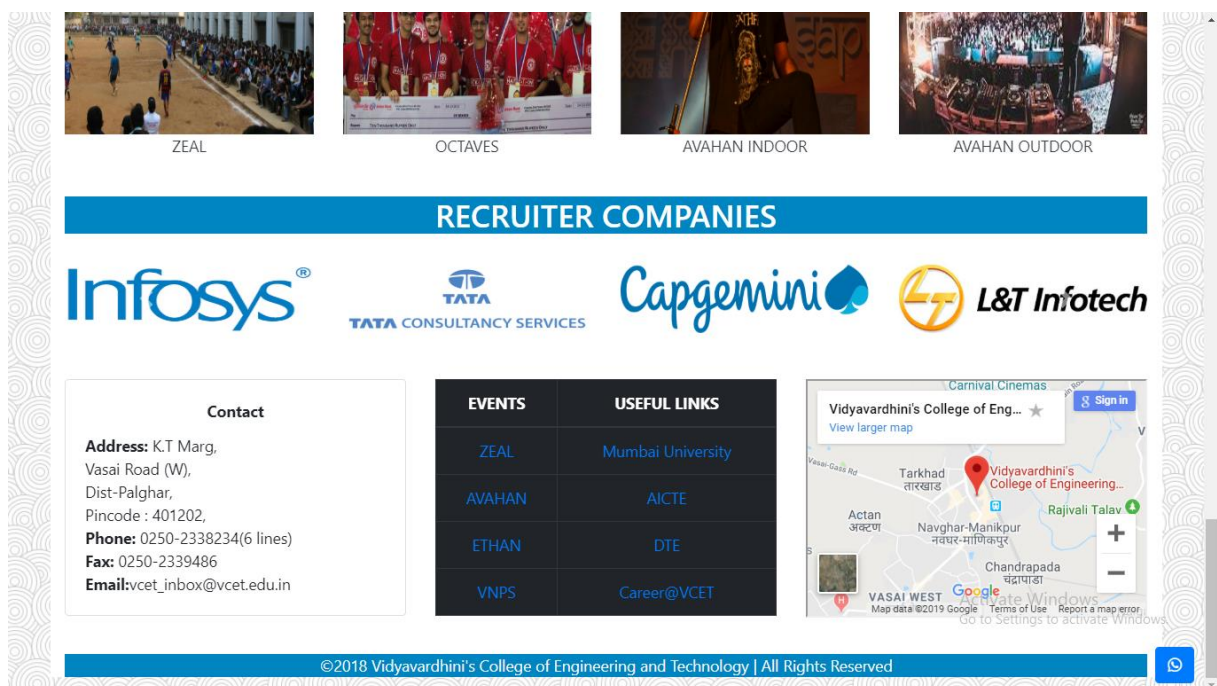 ZEAL
OCTAVES
AVAHAN INDOOR
AVAHAN OUTDOOR
RECRUITER COMPANIES
Infosys®
TATA
TATA CONSULTANCY SERVICES
Capgemini
L&T Infotech
Contact
Address: K.T Marg,
Vasai Road (W),
Dist-Palghar,
Pincode : 401202,
Phone: 0250-2338234(6 lines)
Fax: 0250-2339486
Email:vcet_inbox@vcet.edu.in
EVENTS USEFUL LINKS
ZEAL Mumbai University
AVAHAN AICTE
ETHAN DTE
VNPS Career@VCET
Carnival Cinemas
Vidyavardhini's College of Eng...
View larger map
Sign in
Vasai-Gass Rd
Tarkhad
तारखाड
Vidyavardhini's
College of Engineering...
Rajivali Talav
Actan
अक्टण
Navghar-Manikpur
नवघर-माणिकपुर
Chandrapada
चंद्रापाडा
VASAI WEST
Google
Map data ©2019 Google Terms of Use Report a map error
Activate Windows
Go to Settings to activate Windows.
©2018 Vidyavardhini's College of Engineering and Technology | All Rights Reserved